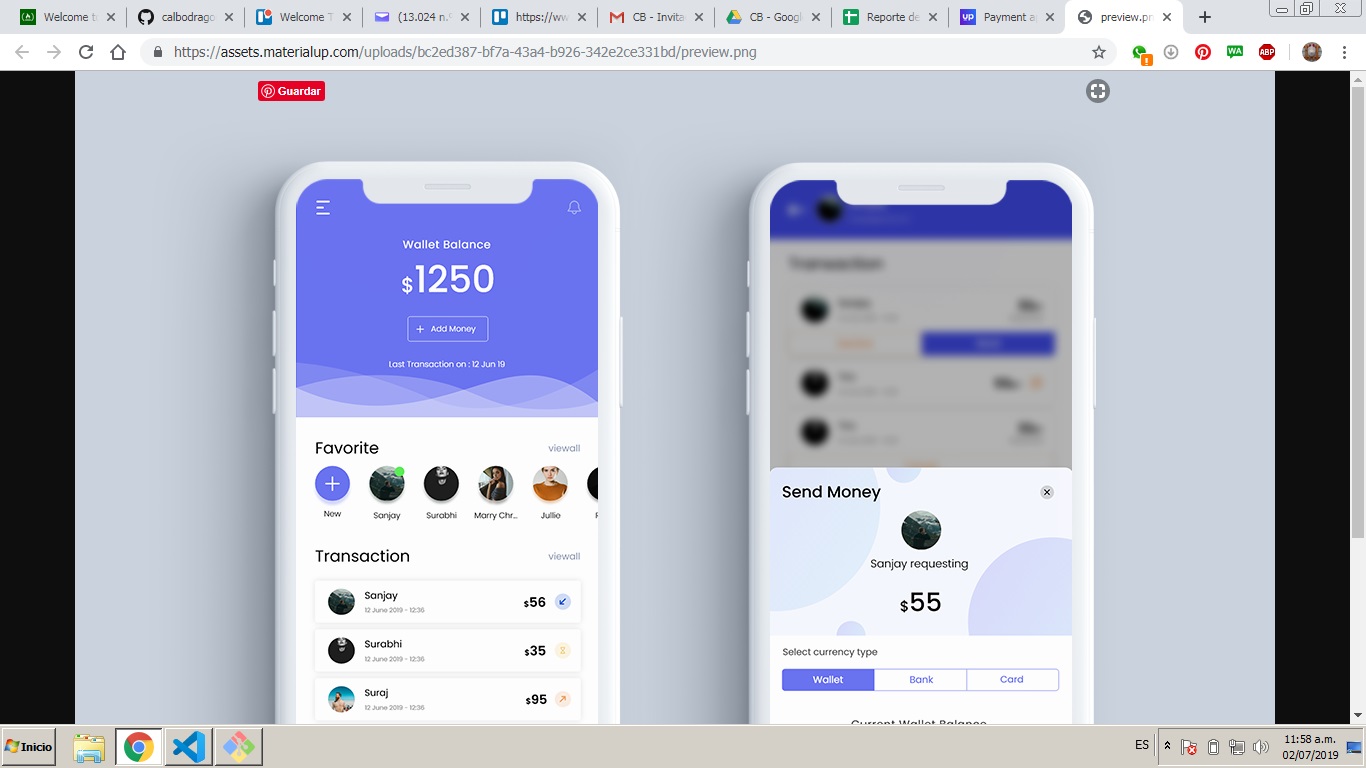 Welcome t
calbodrago
Welcome T
(13.024 n.
https://ww
CB - Invita
CB - Googl
Reporte de
Payment a
preview.pn
https://assets.materialup.com/uploads/bc2ed387-bf7a-43a4-b926-342e2ce331bd/preview.png
WA
ABP
Guardar
Wallet Balance
$1250
+ Add Money
Last Transaction on : 12 Jun 19
Favorite
viewall
New
Sanjay
Surabhi
Marry Chr...
Jullie
Transaction
viewall
Sanjay
12 June 2019 - 12:36
$56
Surabhi
12 June 2019 - 12:36
$35
Suraj
12 June 2019 - 12:36
$95
Transaction
Send Money
Sanjay requesting
$55
Select currency type
Wallet
Bank
Card
Current Wallet Balance
Inicio
ES
11:58 a.m.
02/07/2019